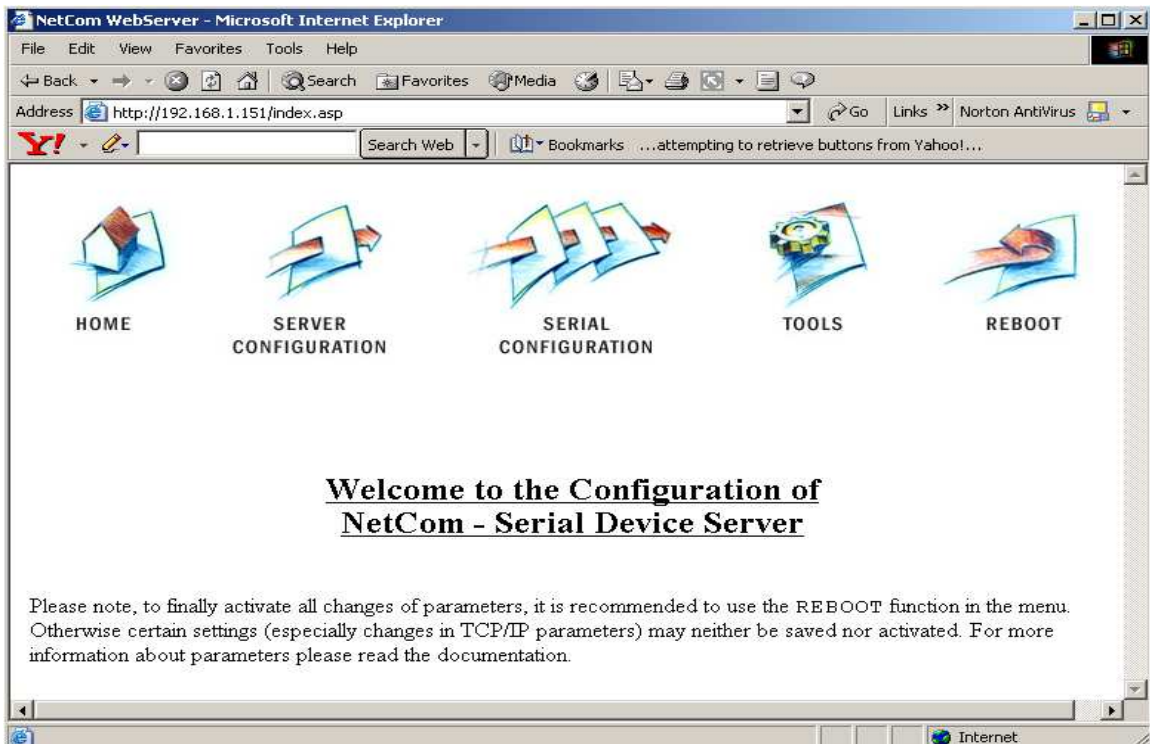 NetCom WebServer - Microsoft Internet Explorer
File Edit View Favorites Tools Help
Back Search Favorites Media
Address http://192.168.1.151/index.asp Go Links » Norton AntiVirus
Y! Search Web Bookmarks ...attempting to retrieve buttons from Yahoo!...
HOME
SERVER
CONFIGURATION
SERIAL
CONFIGURATION
TOOLS
REBOOT
Welcome to the Configuration of
NetCom - Serial Device Server
Please note, to finally activate all changes of parameters, it is recommended to use the REBOOT function in the menu.
Otherwise certain settings (especially changes in TCP/IP parameters) may neither be saved nor activated. For more
information about parameters please read the documentation.
Internet